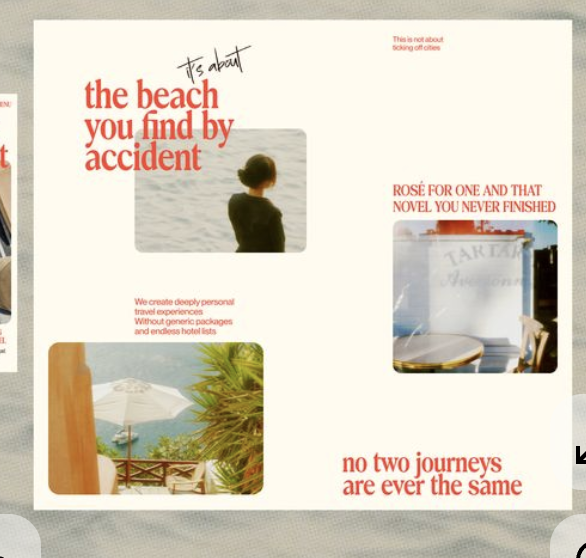 it's about
the beach
you find by
accident
This is not about
ticking off cities
ROSÉ FOR ONE AND THAT
NOVEL YOU NEVER FINISHED
TARTAR
We create deeply personal
travel experiences
Without generic packages
and endless hotel lists
no two journeys
are ever the same